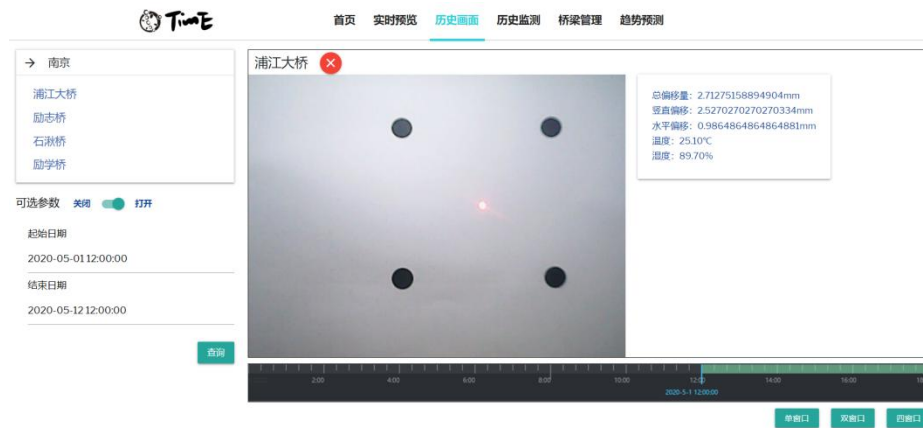 TimE
首页 实时预览 历史画面 历史监测 桥梁管理 趋势预测
→ 南京
浦江大桥
励志桥
石湫桥
励学桥
可选参数 关闭 打开
起始日期
2020-05-01 12:00:00
结束日期
2020-05-12 12:00:00
查询
浦江大桥
总偏移量：2.71275158894904mm
竖直偏移：2.5270270270270334mm
水平偏移：0.9864864864864881mm
温度：25.10℃
湿度：89.70%
2:00 4:00 6:00 8:00 10:00 12:00 14:00 16:00
2020-5-1 12:00:00
单窗口 双窗口 四窗口